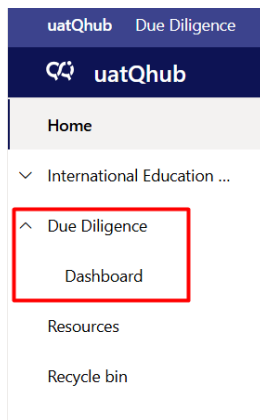 uatQhub Due Diligence
uatQhub
Home
International Education ...
Due Diligence
Dashboard
Resources
Recycle bin